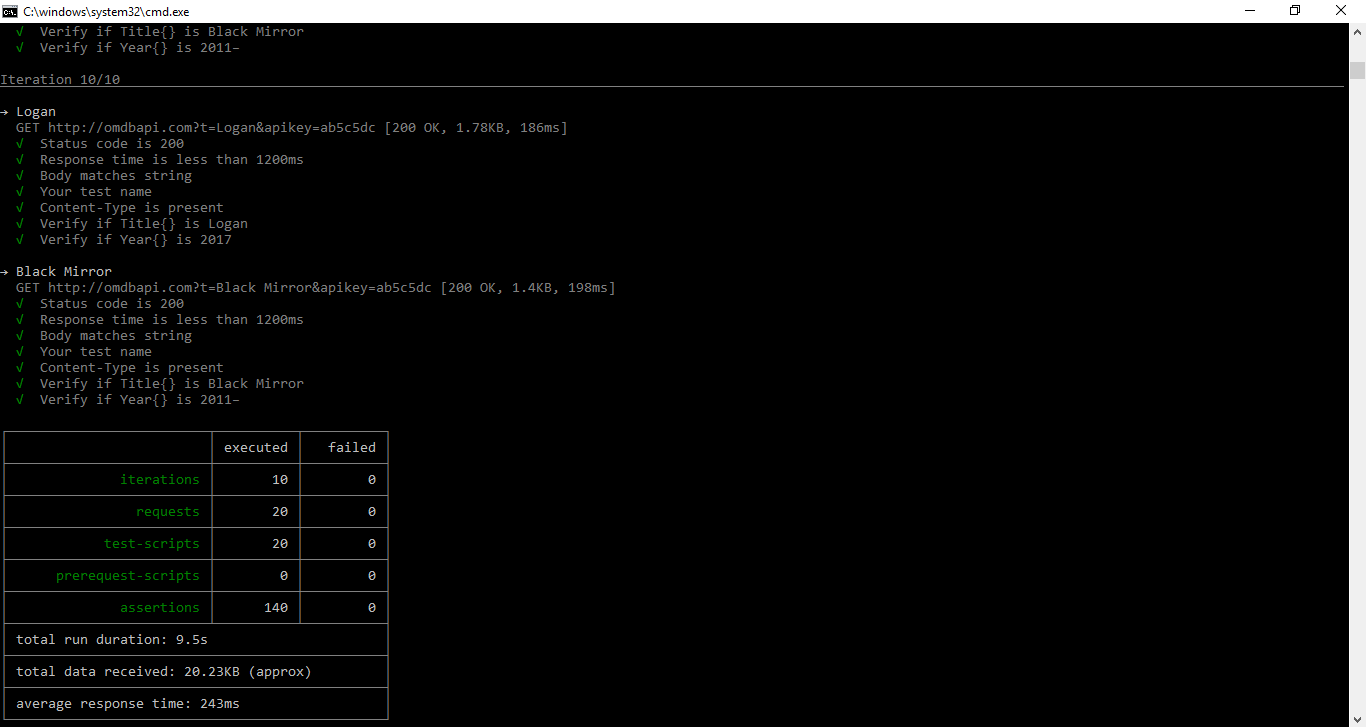 C:\windows\system32\cmd.exe
√ Verify if Title{} is Black Mirror
√ Verify if Year{} is 2011–
Iteration 10/10
→ Logan
GET http://omdbapi.com?t=Logan&apikey=ab5c5dc [200 OK, 1.78KB, 186ms]
√ Status code is 200
√ Response time is less than 1200ms
√ Body matches string
√ Your test name
√ Content-Type is present
√ Verify if Title{} is Logan
√ Verify if Year{} is 2017
→ Black Mirror
GET http://omdbapi.com?t=Black Mirror&apikey=ab5c5dc [200 OK, 1.4KB, 198ms]
√ Status code is 200
√ Response time is less than 1200ms
√ Body matches string
√ Your test name
√ Content-Type is present
√ Verify if Title{} is Black Mirror
√ Verify if Year{} is 2011–
executed failed
iterations 10 0
requests 20 0
test-scripts 20 0
prerequest-scripts 0 0
assertions 140 0
total run duration: 9.5s
total data received: 20.23KB (approx)
average response time: 243ms